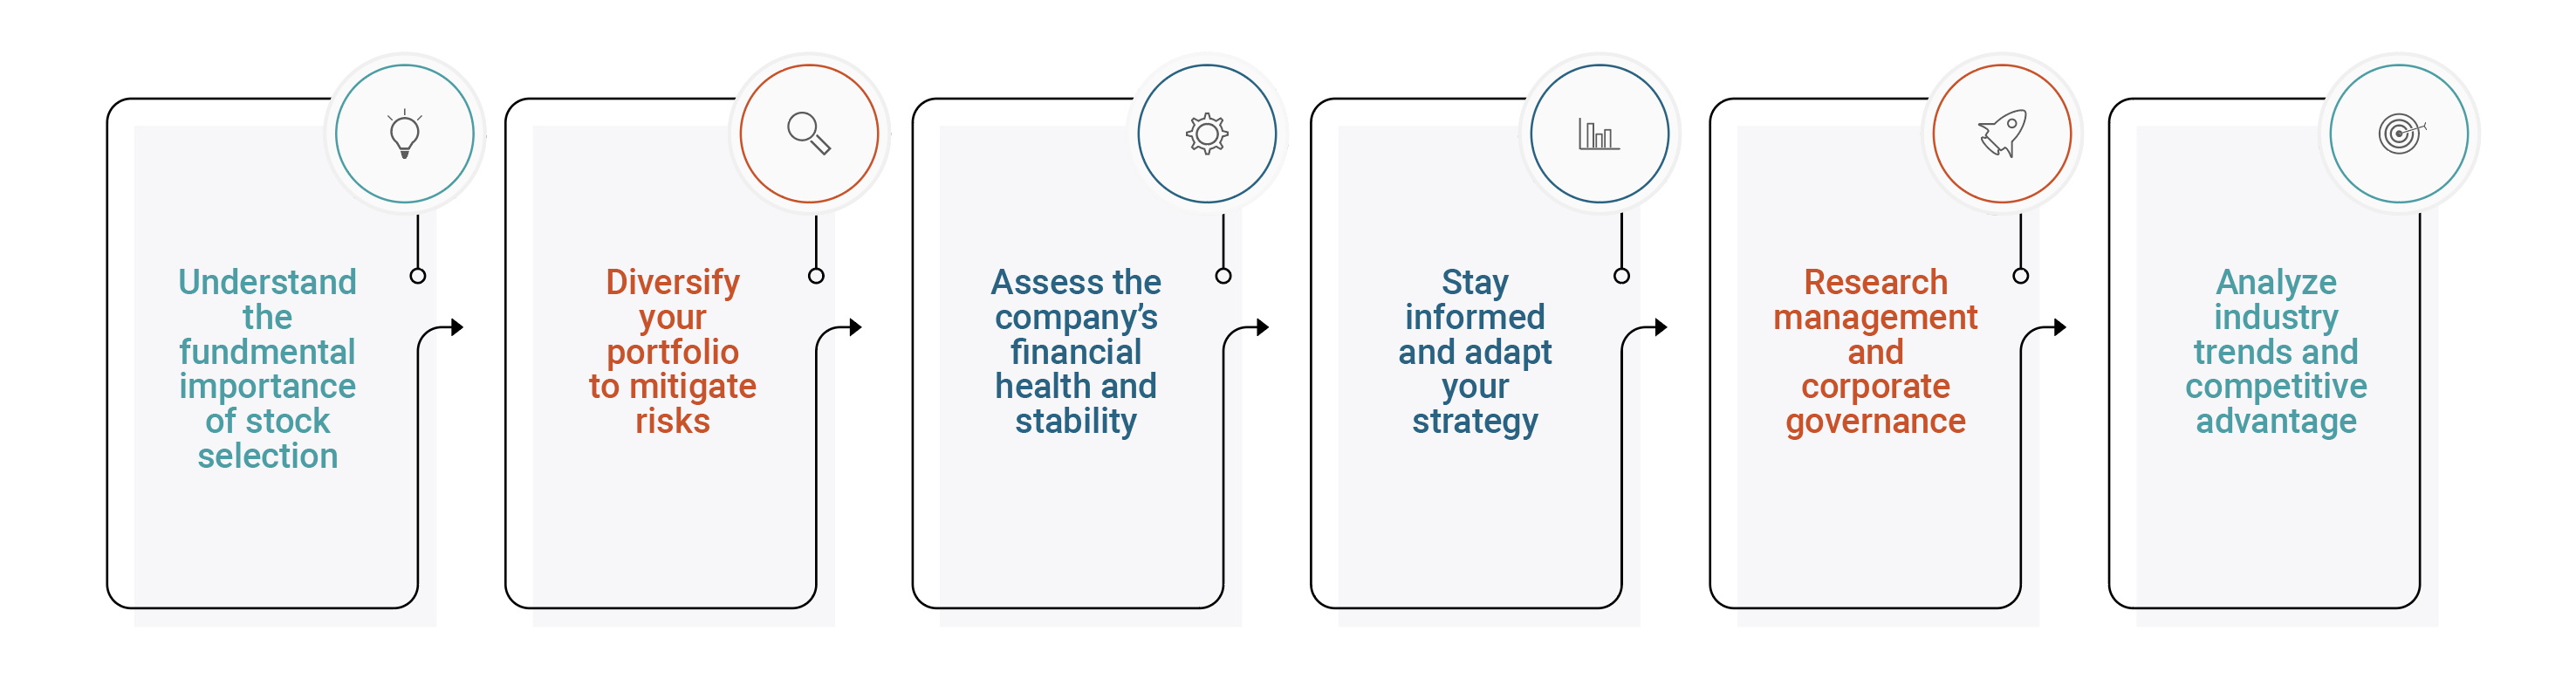 Understand
the
fundmental
importance
of stock
selection
Diversify
your
portfolio
to mitigate
risks
Assess the
company’s
financial
health and
stability
Stay
informed
and adapt
your
strategy
Research
management
and
corporate
governance
Analyze
industry
trends and
competitive
advantage